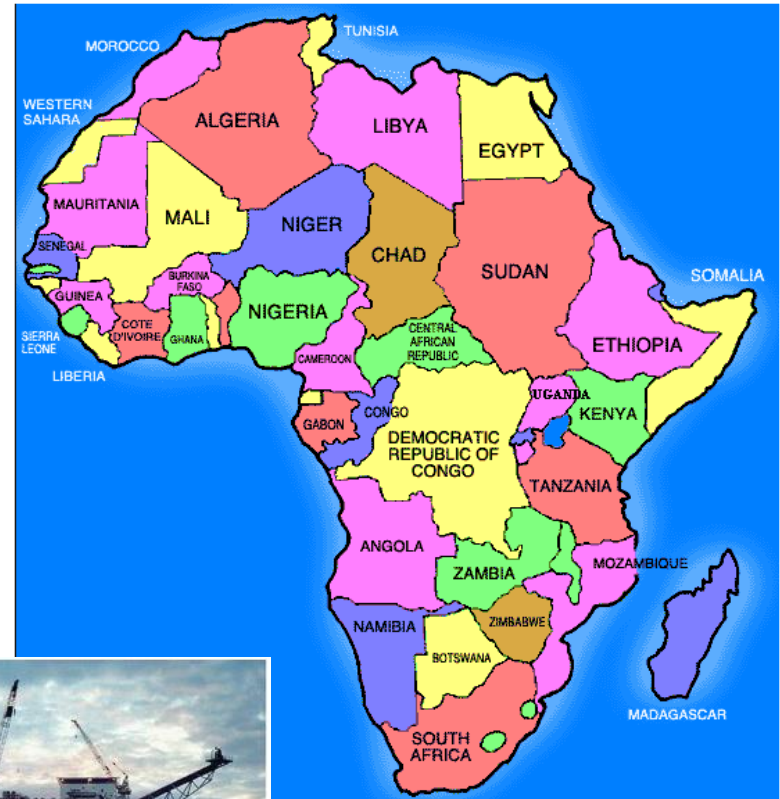 TUNISIA
MOROCCO
WESTERN
SAHARA
ALGERIA
LIBYA
EGYPT
MAURITANIA
MALI
NIGER
CHAD
SUDAN
SENEGAL
SOMALIA
BURKINA
FASO
GUINEA
NIGERIA
COTE
D'IVOIRE
GHANA
SIERRA
LEONE
LIBERIA
CENTRAL
AFRICAN
REPUBLIC
ETHIOPIA
CAMEROON
UGANDA
KENYA
GABON
CONGO
DEMOCRATIC
REPUBLIC OF
CONGO
TANZANIA
ANGOLA
ZAMBIA
MOZAMBIQUE
NAMIBIA
ZIMBABWE
BOTSWANA
MADAGASCAR
SOUTH
AFRICA